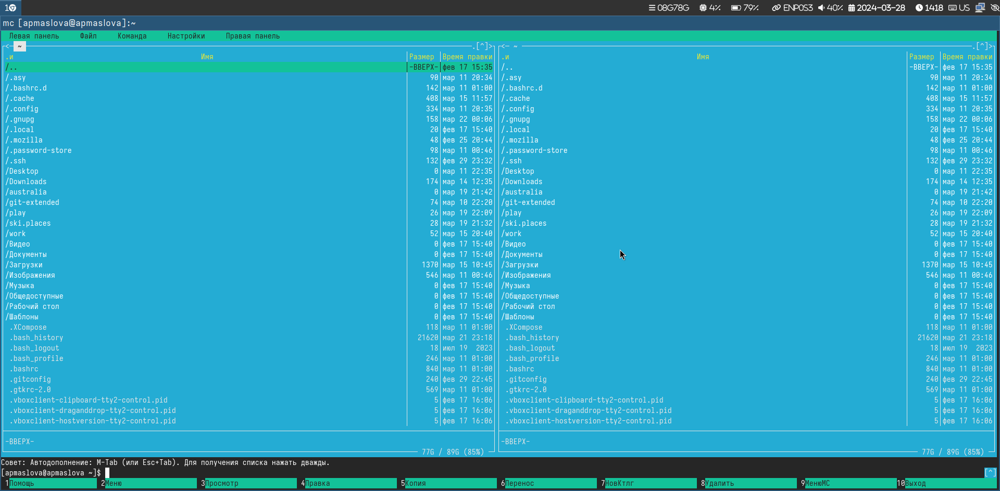 1 08G78G 4% 79% ENP0S3 40% 2024-03-28 1418 US
mc [apmaslova@apmaslova]:~
Левая панель Файл Команда Настройки Правая панель
<- ~ .[^]> <- ~ .[^]>
.и Имя Размер Время правки .и Имя Размер Время правки
/.. -ВВЕРХ- фев 17 15:35 /.. -ВВЕРХ- фев 17 15:35
/.asy 90 мар 11 20:34 /.asy 90 мар 11 20:34
/.bashrc.d 142 мар 11 01:00 /.bashrc.d 142 мар 11 01:00
/.cache 408 мар 15 11:57 /.cache 408 мар 15 11:57
/.config 334 мар 11 20:35 /.config 334 мар 11 20:35
/.gnupg 158 мар 22 00:06 /.gnupg 158 мар 22 00:06
/.local 20 фев 17 15:40 /.local 20 фев 17 15:40
/.mozilla 48 фев 25 20:44 /.mozilla 48 фев 25 20:44
/.password-store 98 мар 11 00:46 /.password-store 98 мар 11 00:46
/.ssh 132 фев 29 23:32 /.ssh 132 фев 29 23:32
/Desktop 0 мар 11 22:35 /Desktop 0 мар 11 22:35
/Downloads 174 мар 14 12:35 /Downloads 174 мар 14 12:35
/australia 0 мар 19 21:42 /australia 0 мар 19 21:42
/git-extended 74 мар 10 22:20 /git-extended 74 мар 10 22:20
/play 26 мар 19 22:09 /play 26 мар 19 22:09
/ski.places 28 мар 19 21:32 /ski.places 28 мар 19 21:32
/work 52 мар 15 20:40 /work 52 мар 15 20:40
/Видео 0 фев 17 15:40 /Видео 0 фев 17 15:40
/Документы 0 фев 17 15:40 /Документы 0 фев 17 15:40
/Загрузки 1370 мар 15 10:45 /Загрузки 1370 мар 15 10:45
/Изображения 546 мар 11 00:46 /Изображения 546 мар 11 00:46
/Музыка 0 фев 17 15:40 /Музыка 0 фев 17 15:40
/Общедоступные 0 фев 17 15:40 /Общедоступные 0 фев 17 15:40
/Рабочий стол 0 фев 17 15:40 /Рабочий стол 0 фев 17 15:40
/Шаблоны 0 фев 17 15:40 /Шаблоны 0 фев 17 15:40
.XCompose 118 мар 11 01:00 .XCompose 118 мар 11 01:00
.bash_history 21620 мар 21 23:18 .bash_history 21620 мар 21 23:18
.bash_logout 18 июл 19 2023 .bash_logout 18 июл 19 2023
.bash_profile 246 мар 11 01:00 .bash_profile 246 мар 11 01:00
.bashrc 840 мар 11 01:00 .bashrc 840 мар 11 01:00
.gitconfig 240 фев 29 22:45 .gitconfig 240 фев 29 22:45
.gtkrc-2.0 569 мар 11 01:00 .gtkrc-2.0 569 мар 11 01:00
.vboxclient-clipboard-tty2-control.pid 5 фев 17 16:06 .vboxclient-clipboard-tty2-control.pid 5 фев 17 16:06
.vboxclient-draganddrop-tty2-control.pid 5 фев 17 16:06 .vboxclient-draganddrop-tty2-control.pid 5 фев 17 16:06
.vboxclient-hostversion-tty2-control.pid 5 фев 17 16:06 .vboxclient-hostversion-tty2-control.pid 5 фев 17 16:06
-ВВЕРХ- -ВВЕРХ-
77G / 89G (85%) 77G / 89G (85%)
Совет: Автодополнение: M-Tab (или Esc+Tab). Для получения списка нажать дважды.
[apmaslova@apmaslova ~]$ [^]
1Помощь 2Меню 3Просмотр 4Правка 5Копия 6Перенос 7НовКтлг 8Удалить 9МенюМС 10Выход